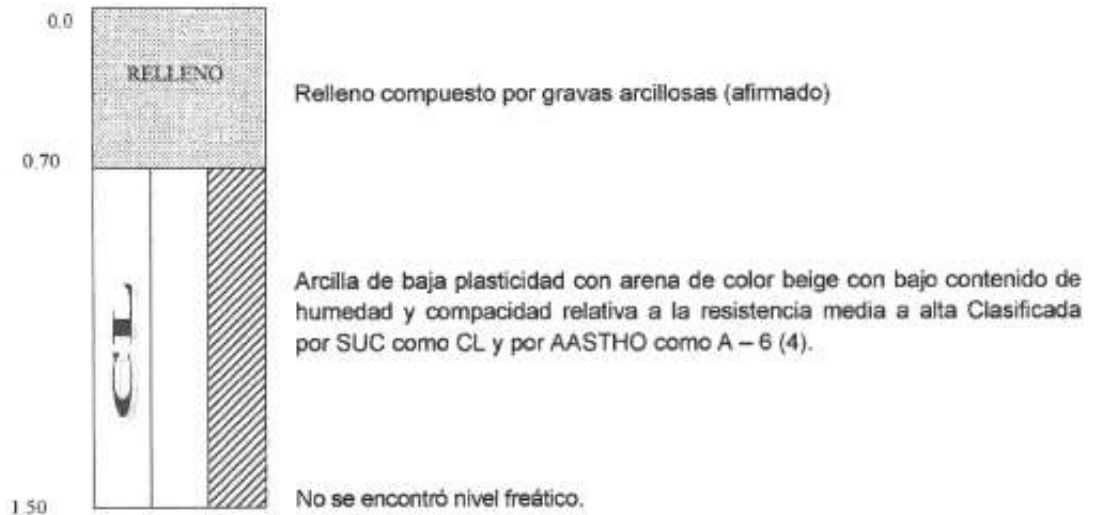 0.0
RELLENO
Relleno compuesto por gravas arcillosas (afirmado)
0.70
Arcilla de baja plasticidad con arena de color beige con bajo contenido de
humedad y compacidad relativa a la resistencia media a alta Clasificada
por SUC como CL y por AASTHO como A – 6 (4).
CL
No se encontró nivel freático.
1.50